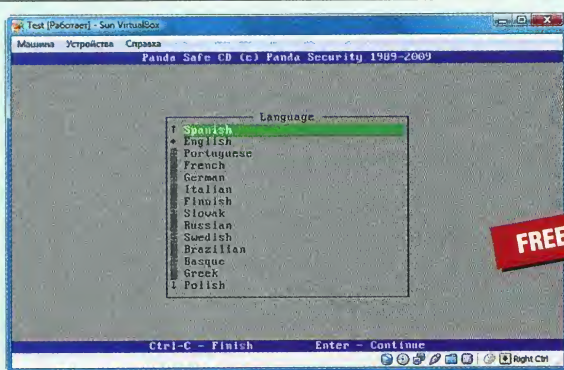 Test [Работает] - Sun VirtualBox
Машина Устройства Справка
Panda Safe CD (c) Panda Security 1989-2009
Language
Spanish
English
Portuguese
French
German
Italian
Finnish
Slovak
Russian
Swedish
Brazilian
Basque
Greek
Polish
FREE
Ctrl-C - Finish Enter - Continue
Right Ctrl